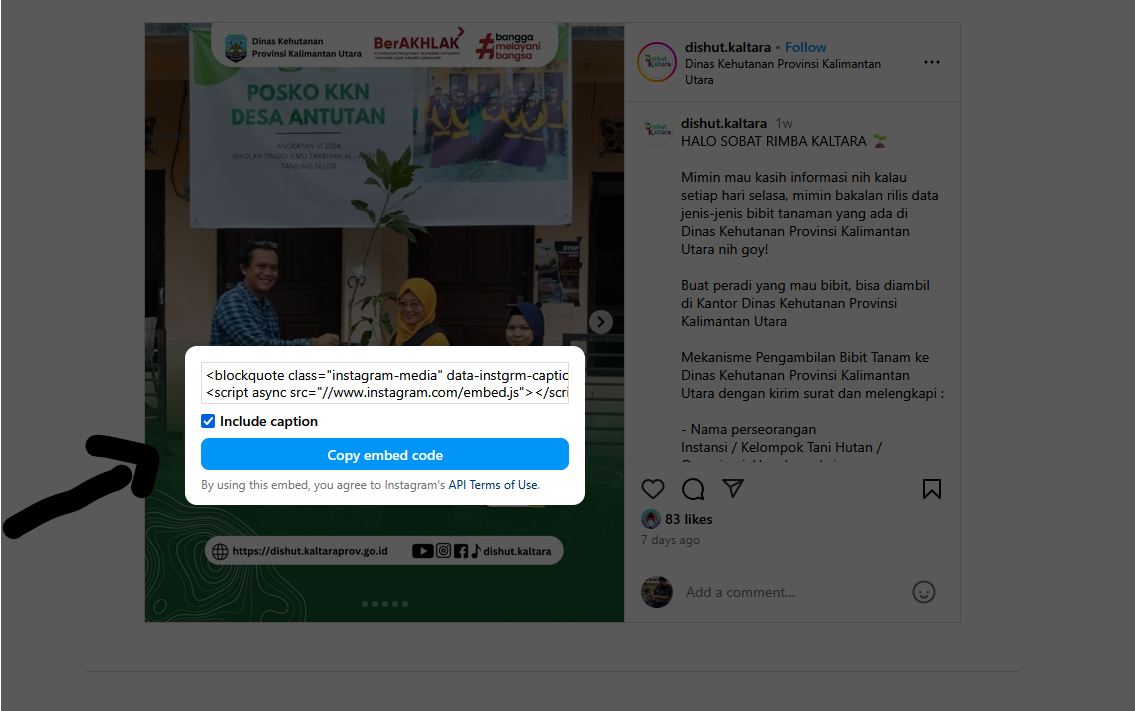 Dinas Kehutanan
Provinsi Kalimantan Utara
BerAKHLAK
#bangga
melayani
bangsa
POSKO KKN
DESA ANTUTAN
ANGKATAN VI 2024
SEKOLAH TINGGI ILMU TARBIYAH AL -
TANJUNG SELOR
STOP
<blockquote class="instagram-media" data-instgrm-captio
<script async src="//www.instagram.com/embed.js"></scri
Include caption
Copy embed code
By using this embed, you agree to Instagram's API Terms of Use.
https://dishut.kaltaraprov.go.id
dishut.kaltara
dishut.kaltara • Follow
Dinas Kehutanan Provinsi Kalimantan
Utara
dishut.kaltara 1w
HALO SOBAT RIMBA KALTARA 🌱
Mimin mau kasih informasi nih kalau
setiap hari selasa, mimin bakalan rilis data
jenis-jenis bibit tanaman yang ada di
Dinas Kehutanan Provinsi Kalimantan
Utara nih goy!
Buat peradi yang mau bibit, bisa diambil
di Kantor Dinas Kehutanan Provinsi
Kalimantan Utara
Mekanisme Pengambilan Bibit Tanam ke
Dinas Kehutanan Provinsi Kalimantan
Utara dengan kirim surat dan melengkapi :
- Nama perseorangan
Instansi / Kelompok Tani Hutan /
83 likes
7 days ago
Add a comment...